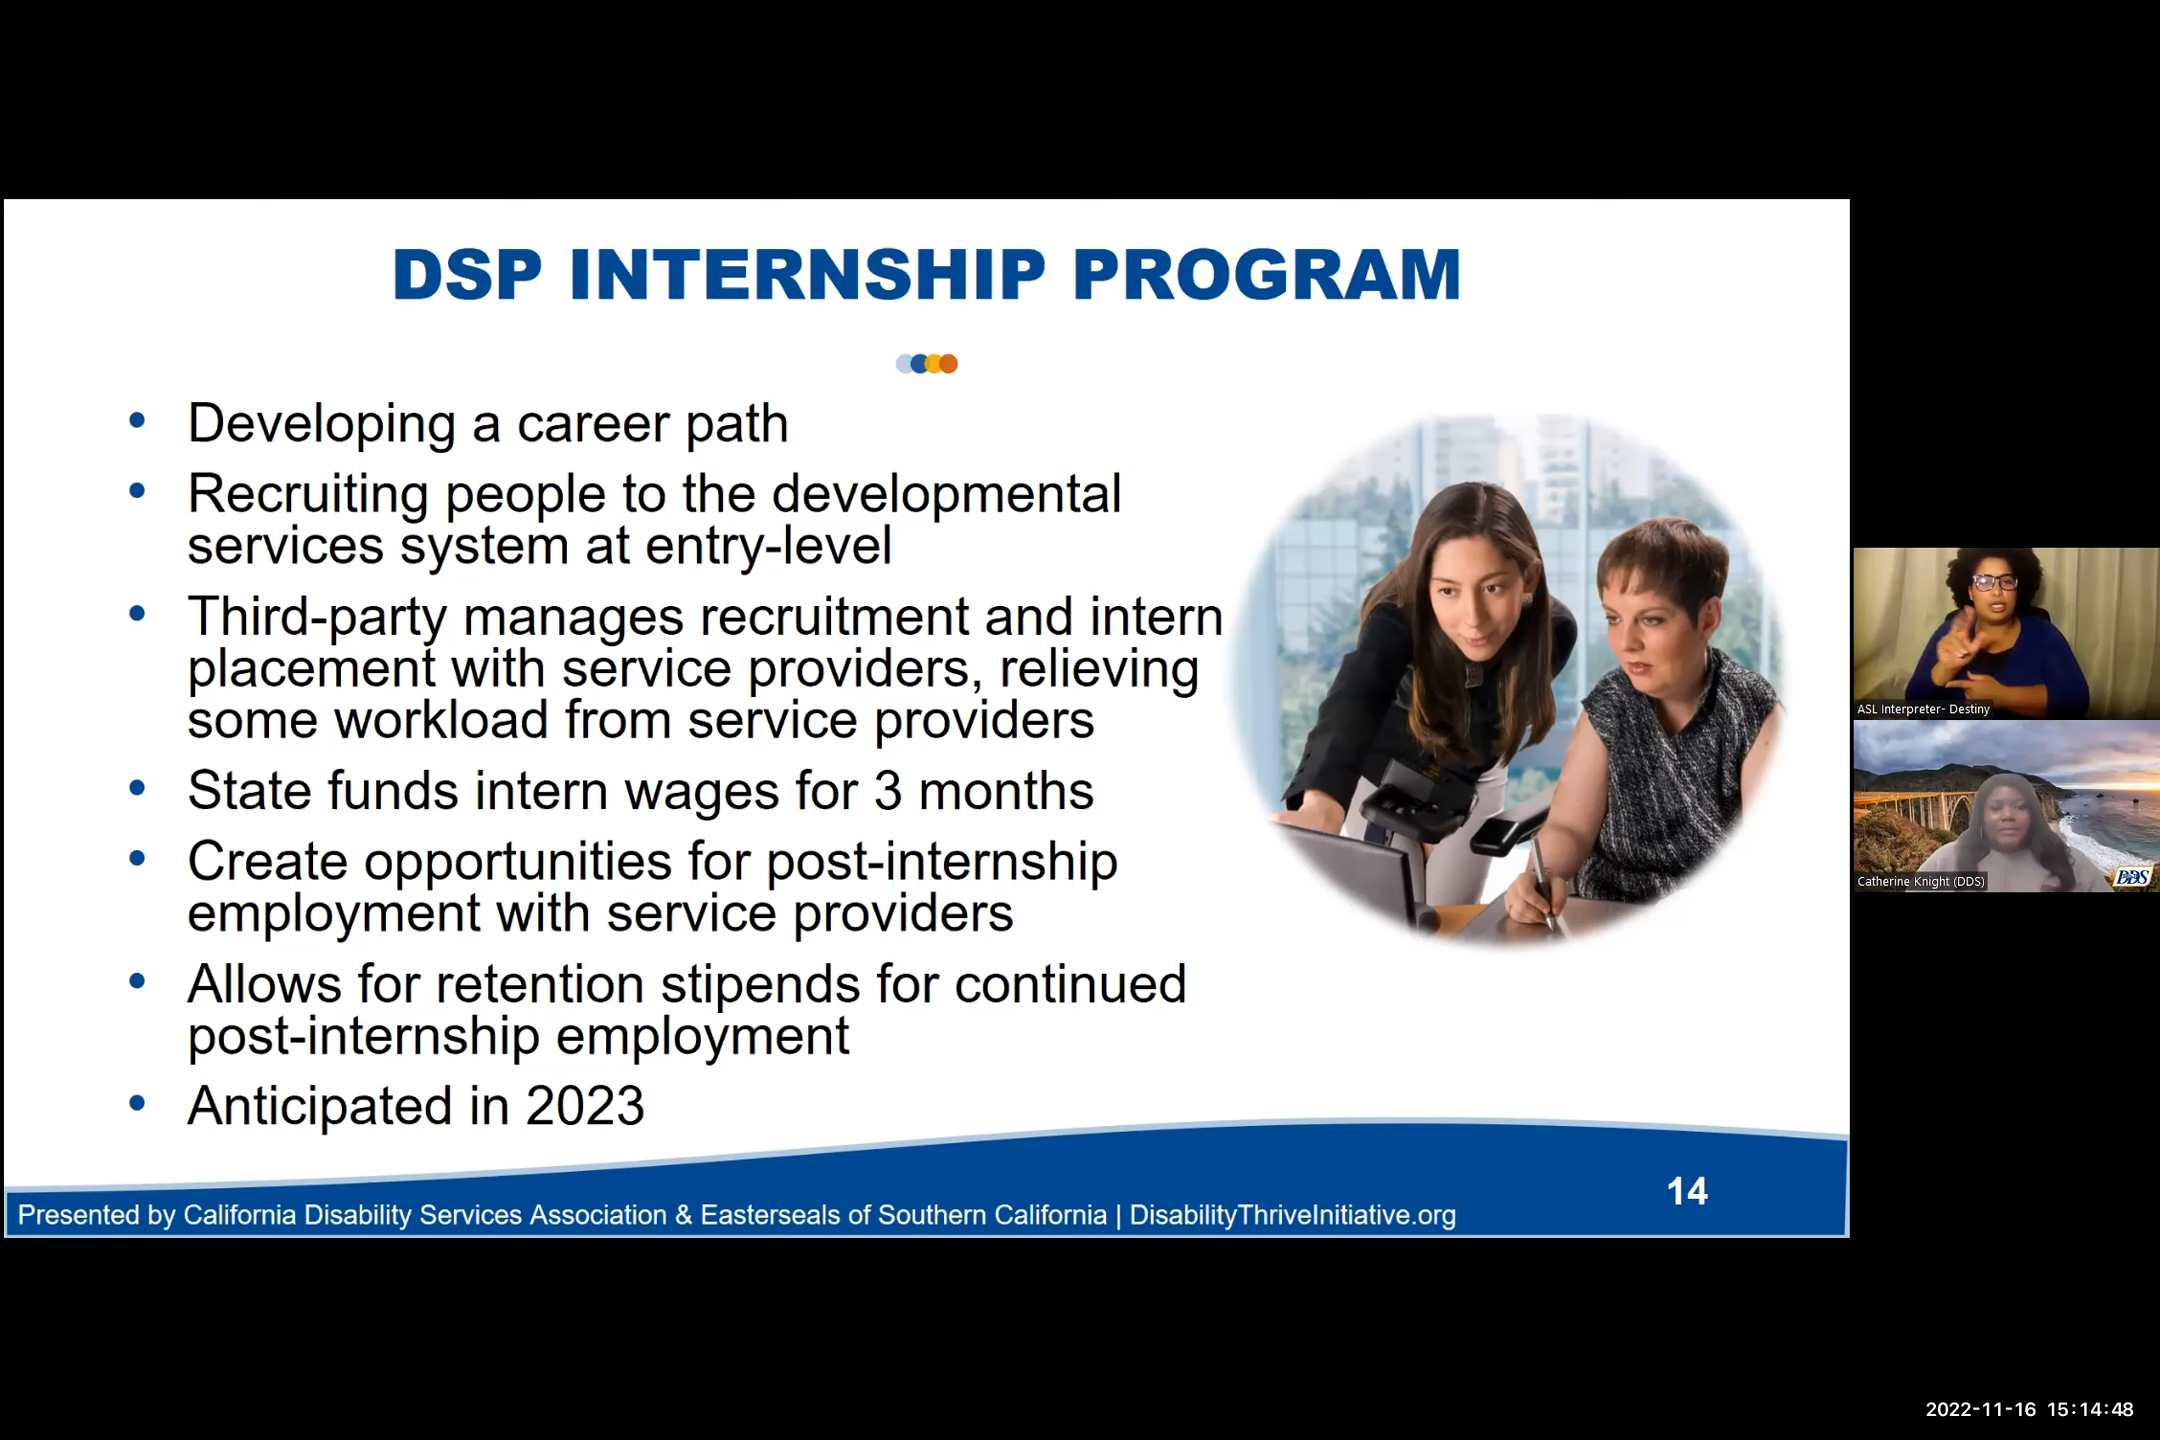 DSP INTERNSHIP PROGRAM
• Developing a career path
• Recruiting people to the developmental
services system at entry-level
• Third-party manages recruitment and intern
placement with service providers, relieving
some workload from service providers
• State funds intern wages for 3 months
• Create opportunities for post-internship
employment with service providers
• Allows for retention stipends for continued
post-internship employment
• Anticipated in 2023
14
Presented by California Disability Services Association & Easterseals of Southern California | DisabilityThriveInitiative.org
ASL Interpreter- Destiny
DDS
Catherine Knight (DDS)
2022-11-16 15:14:48